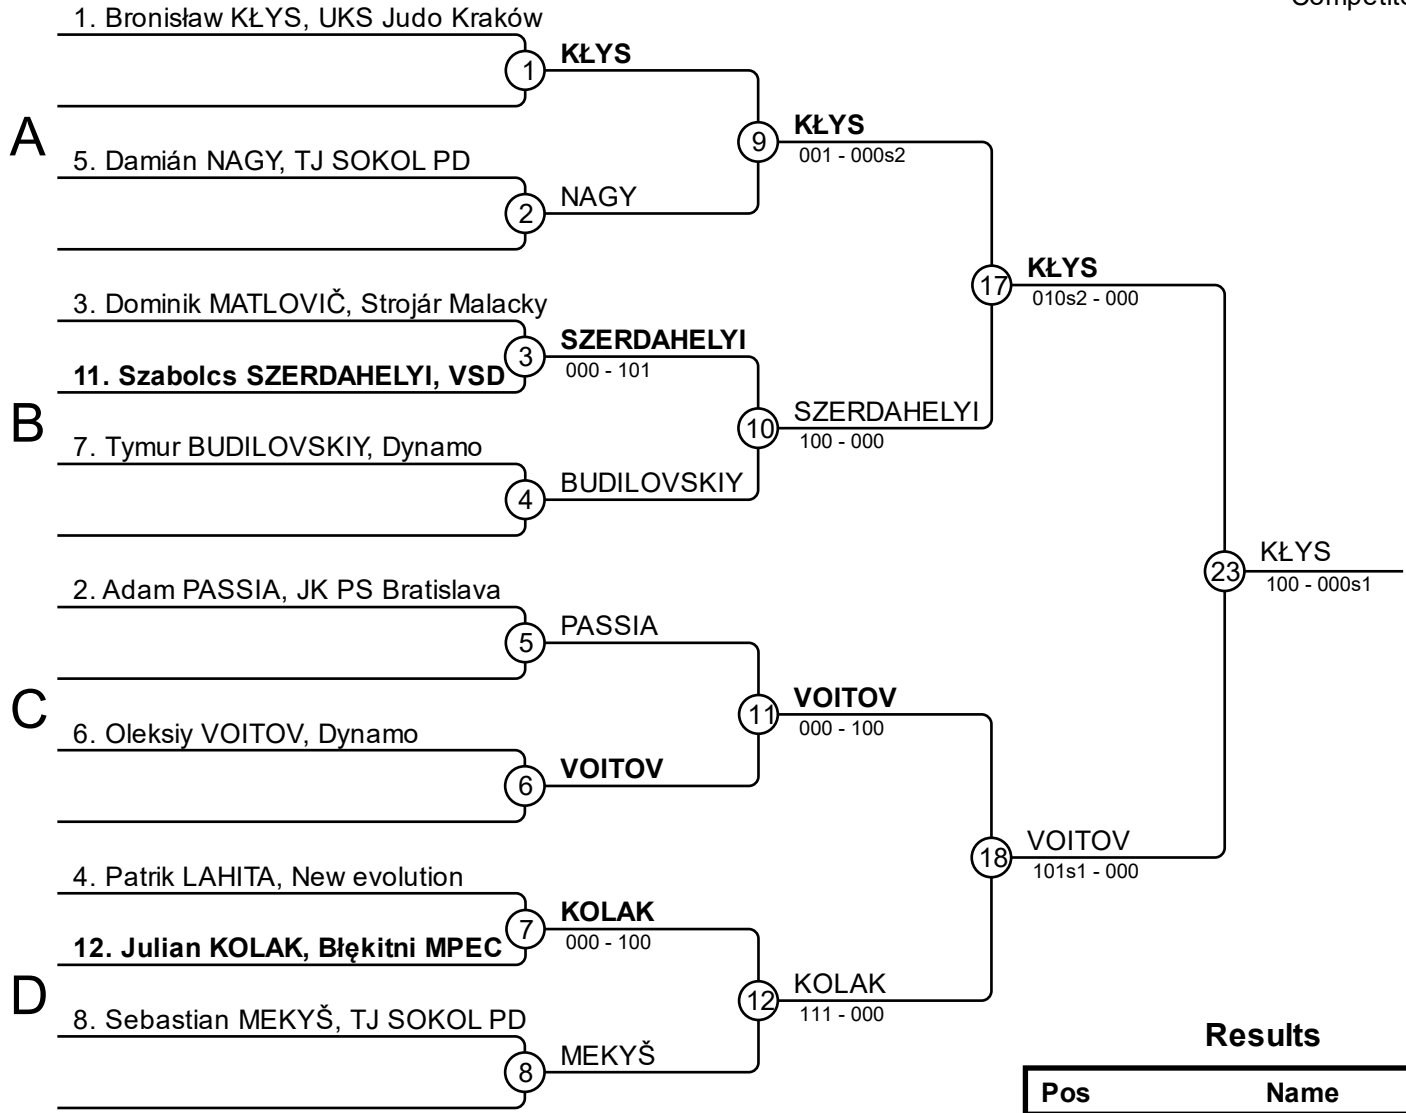 1. Bronisław KŁYS, UKS Judo Kraków
1
KŁYS
A
9
KŁYS
001 - 000s2
5. Damián NAGY, TJ SOKOL PD
2
NAGY
17
KŁYS
010s2 - 000
3. Dominik MATLOVIČ, Strojár Malacky
3
SZERDAHELYI
000 - 101
11. Szabolcs SZERDAHELYI, VSD
B
10
SZERDAHELYI
100 - 000
7. Tymur BUDILOVSKIY, Dynamo
4
BUDILOVSKIY
23
KŁYS
100 - 000s1
2. Adam PASSIA, JK PS Bratislava
5
PASSIA
C
11
VOITOV
000 - 100
6. Oleksiy VOITOV, Dynamo
6
VOITOV
18
VOITOV
101s1 - 000
4. Patrik LAHITA, New evolution
7
KOLAK
000 - 100
12. Julian KOLAK, Błękitni MPEC
D
12
KOLAK
111 - 000
8. Sebastian MEKYŠ, TJ SOKOL PD
8
MEKYŠ
Results
Pos Name